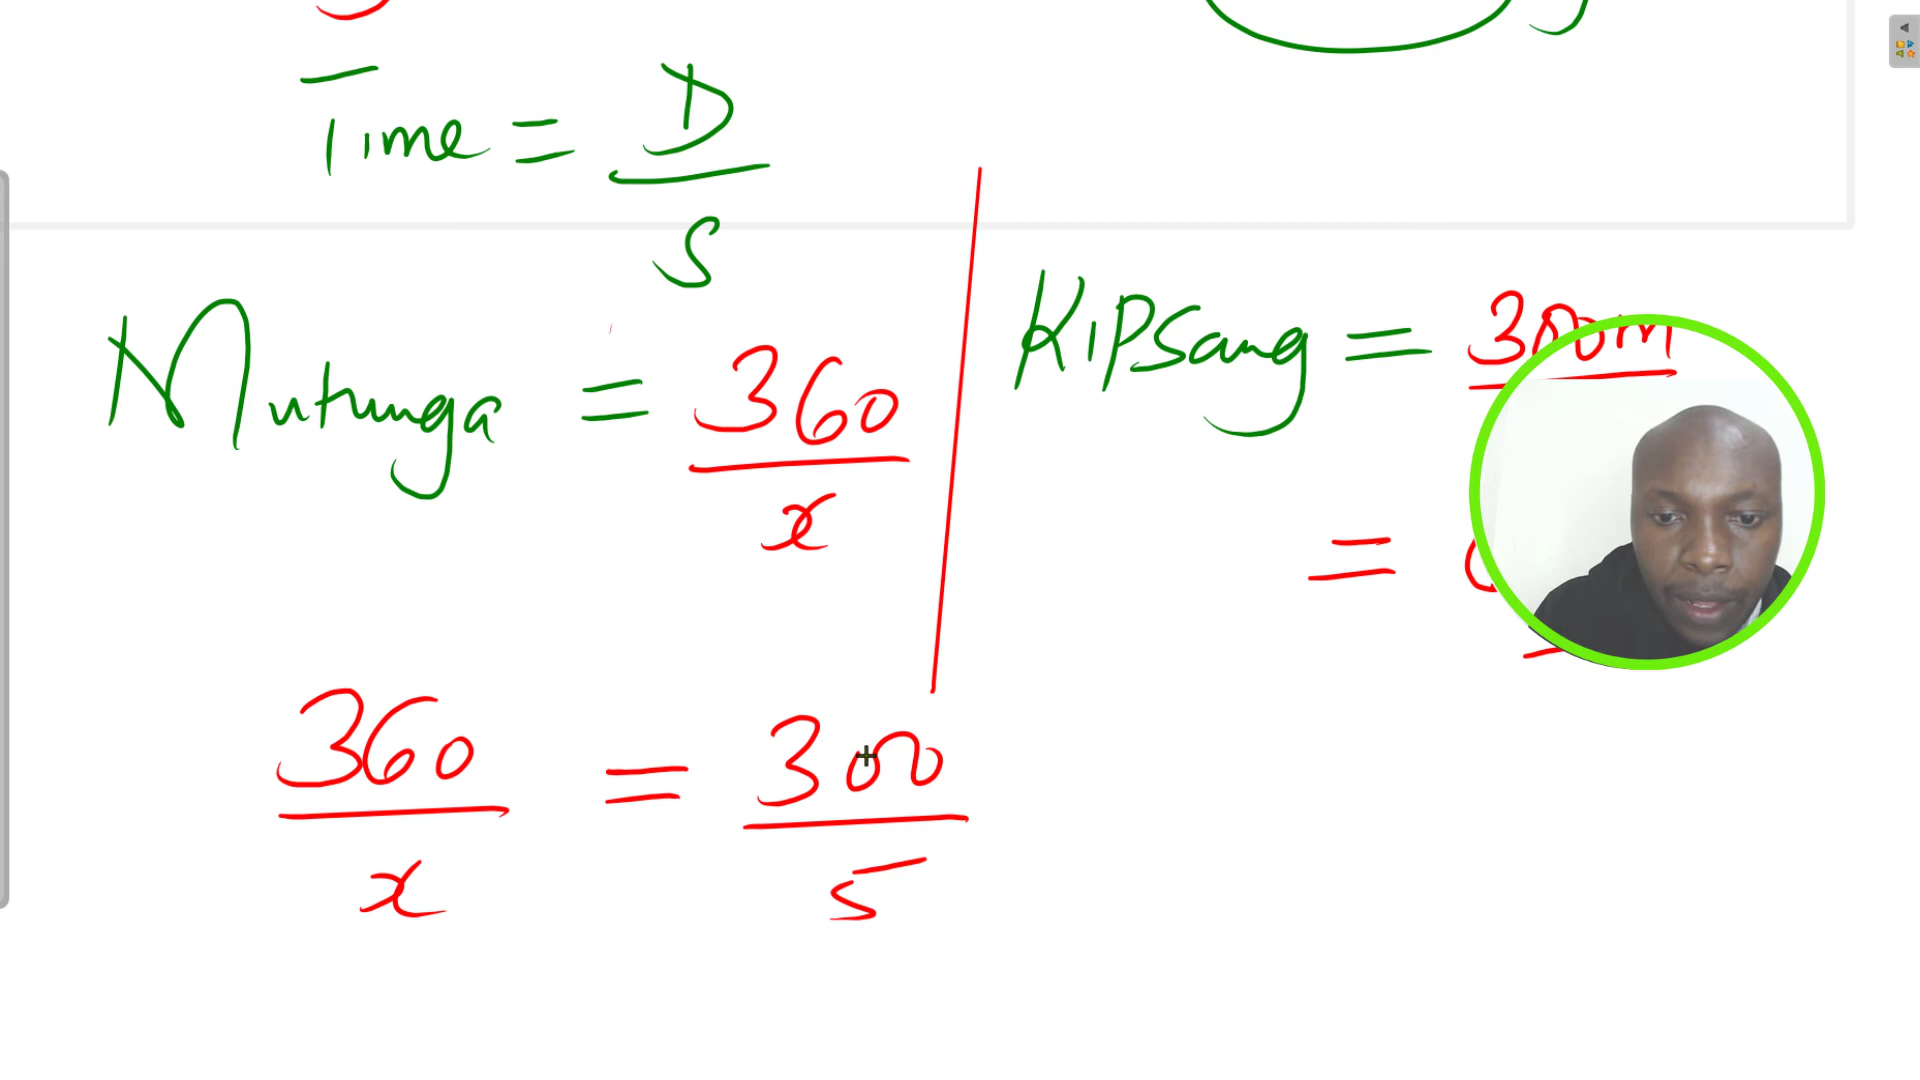 Time = D
S
Mutunga = 360
x
Kipsang = 300m
=
360 = 300
x 5